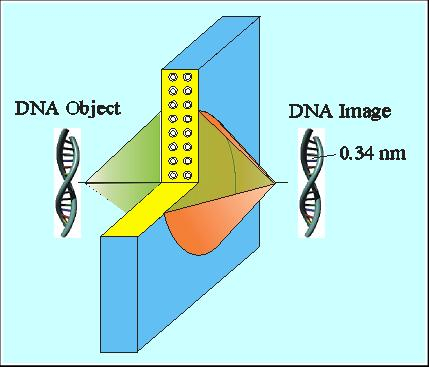 DNA Object
DNA Image
0.34 nm